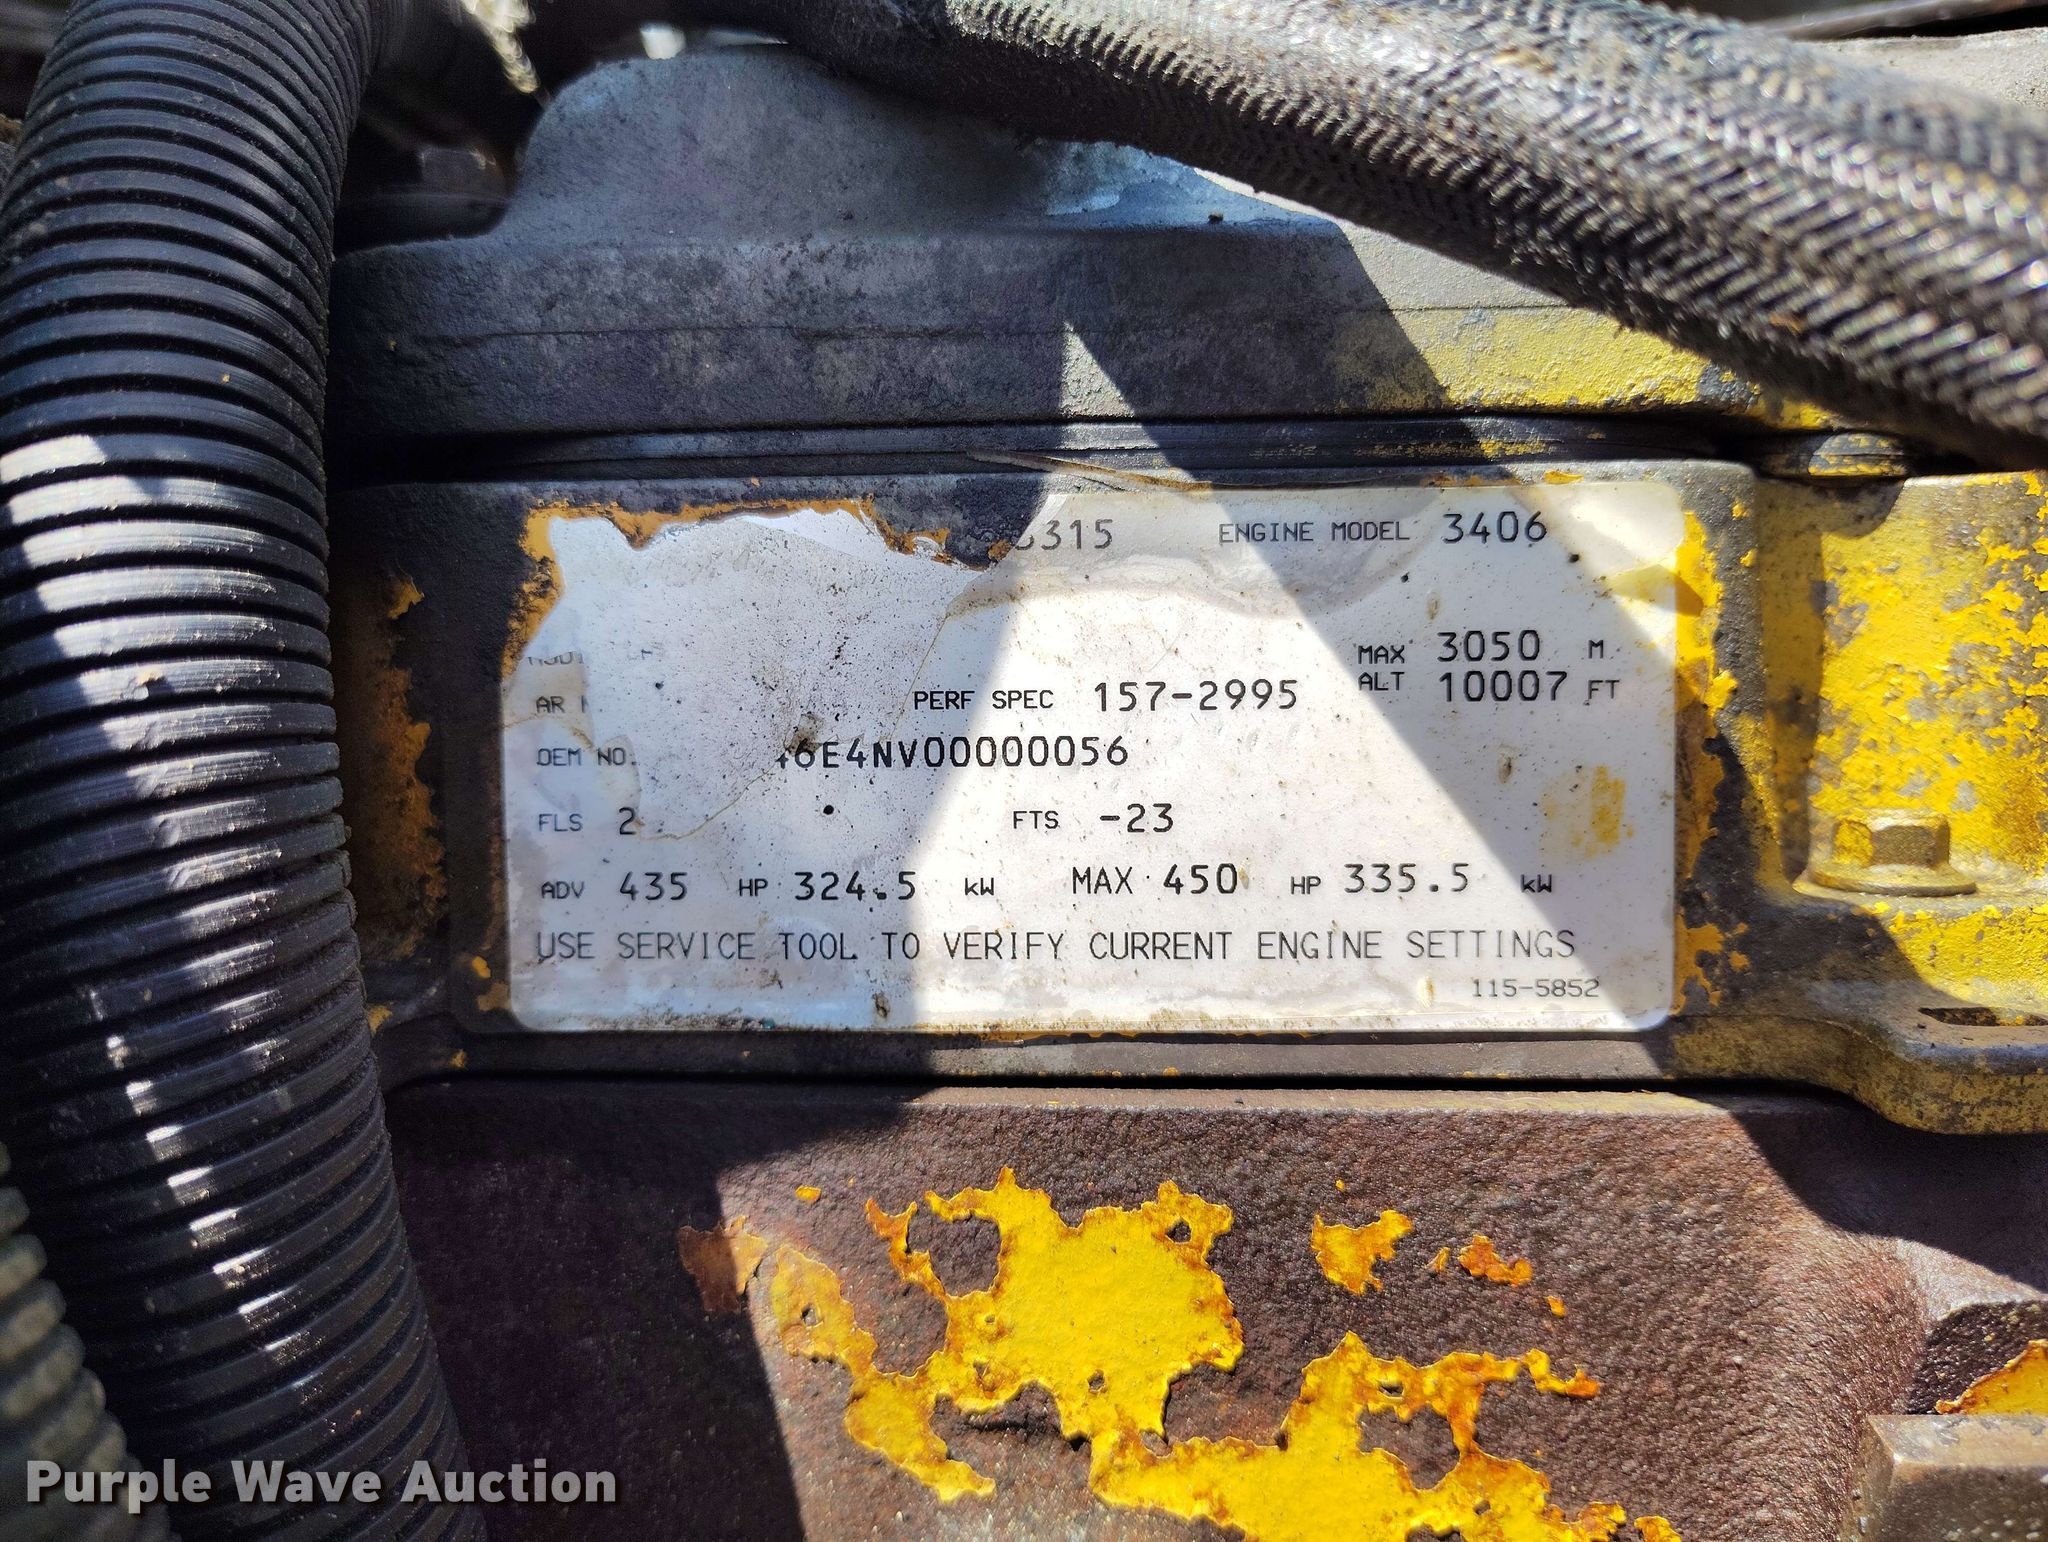 315 ENGINE MODEL 3406
MAX ALT 3050 M
10007 FT
AR PERF SPEC 157-2995
OEM NO. 46E4NV00000056
FLS 2 FTS -23
ADV 435 HP 324.5 kW MAX 450 HP 335.5 kW
USE SERVICE TOOL TO VERIFY CURRENT ENGINE SETTINGS
115-5852
Purple Wave Auction